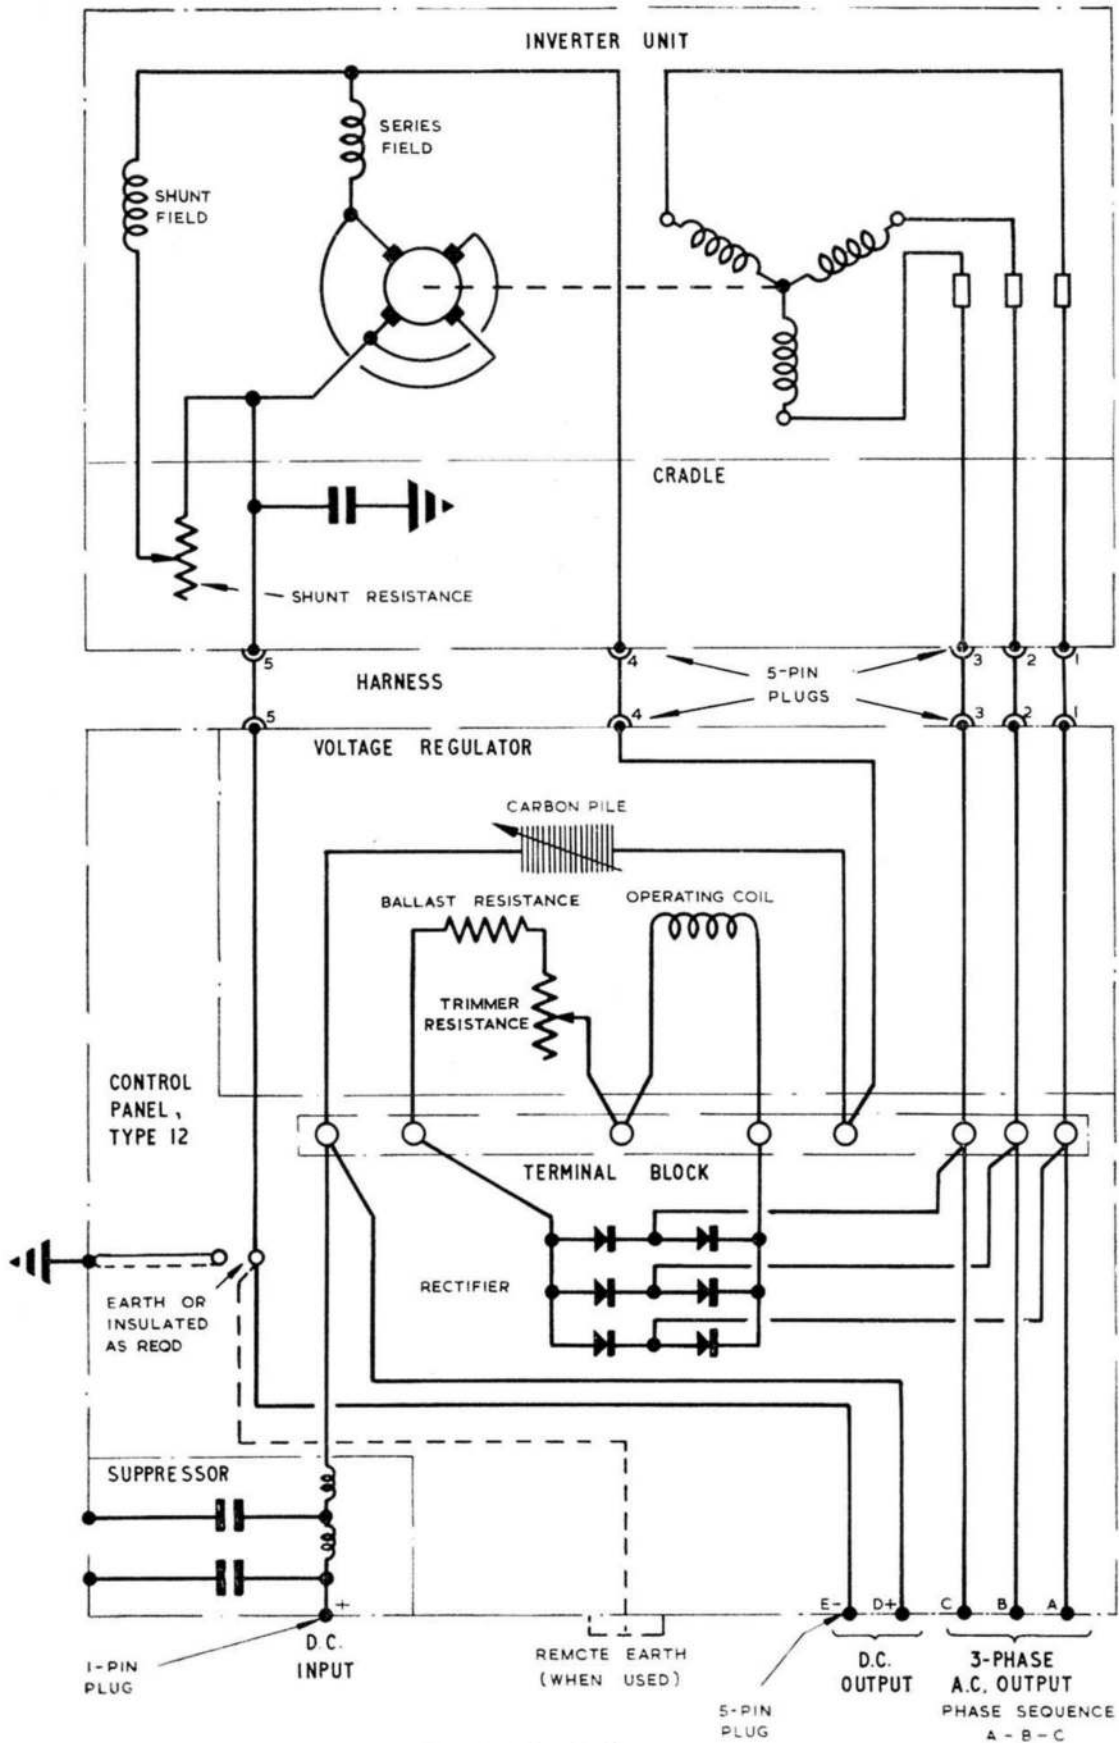 INVERTER UNIT
SERIES
FIELD
SHUNT
FIELD
CRADLE
SHUNT RESISTANCE
5
4
3
2
1
HARNESS
5-PIN
PLUGS
5
4
3
2
1
VOLTAGE REGULATOR
CARBON PILE
BALLAST RESISTANCE
OPERATING COIL
TRIMMER
RESISTANCE
CONTROL
PANEL,
TYPE 12
TERMINAL BLOCK
RECTIFIER
EARTH OR
INSULATED
AS REQD
SUPPRESSOR
+
E-
D+
C
B
A
D.C.
INPUT
1-PIN
PLUG
REMOTE EARTH
(WHEN USED)
5-PIN
PLUG
D.C.
OUTPUT
3-PHASE
A.C. OUTPUT
PHASE SEQUENCE
A-B-C